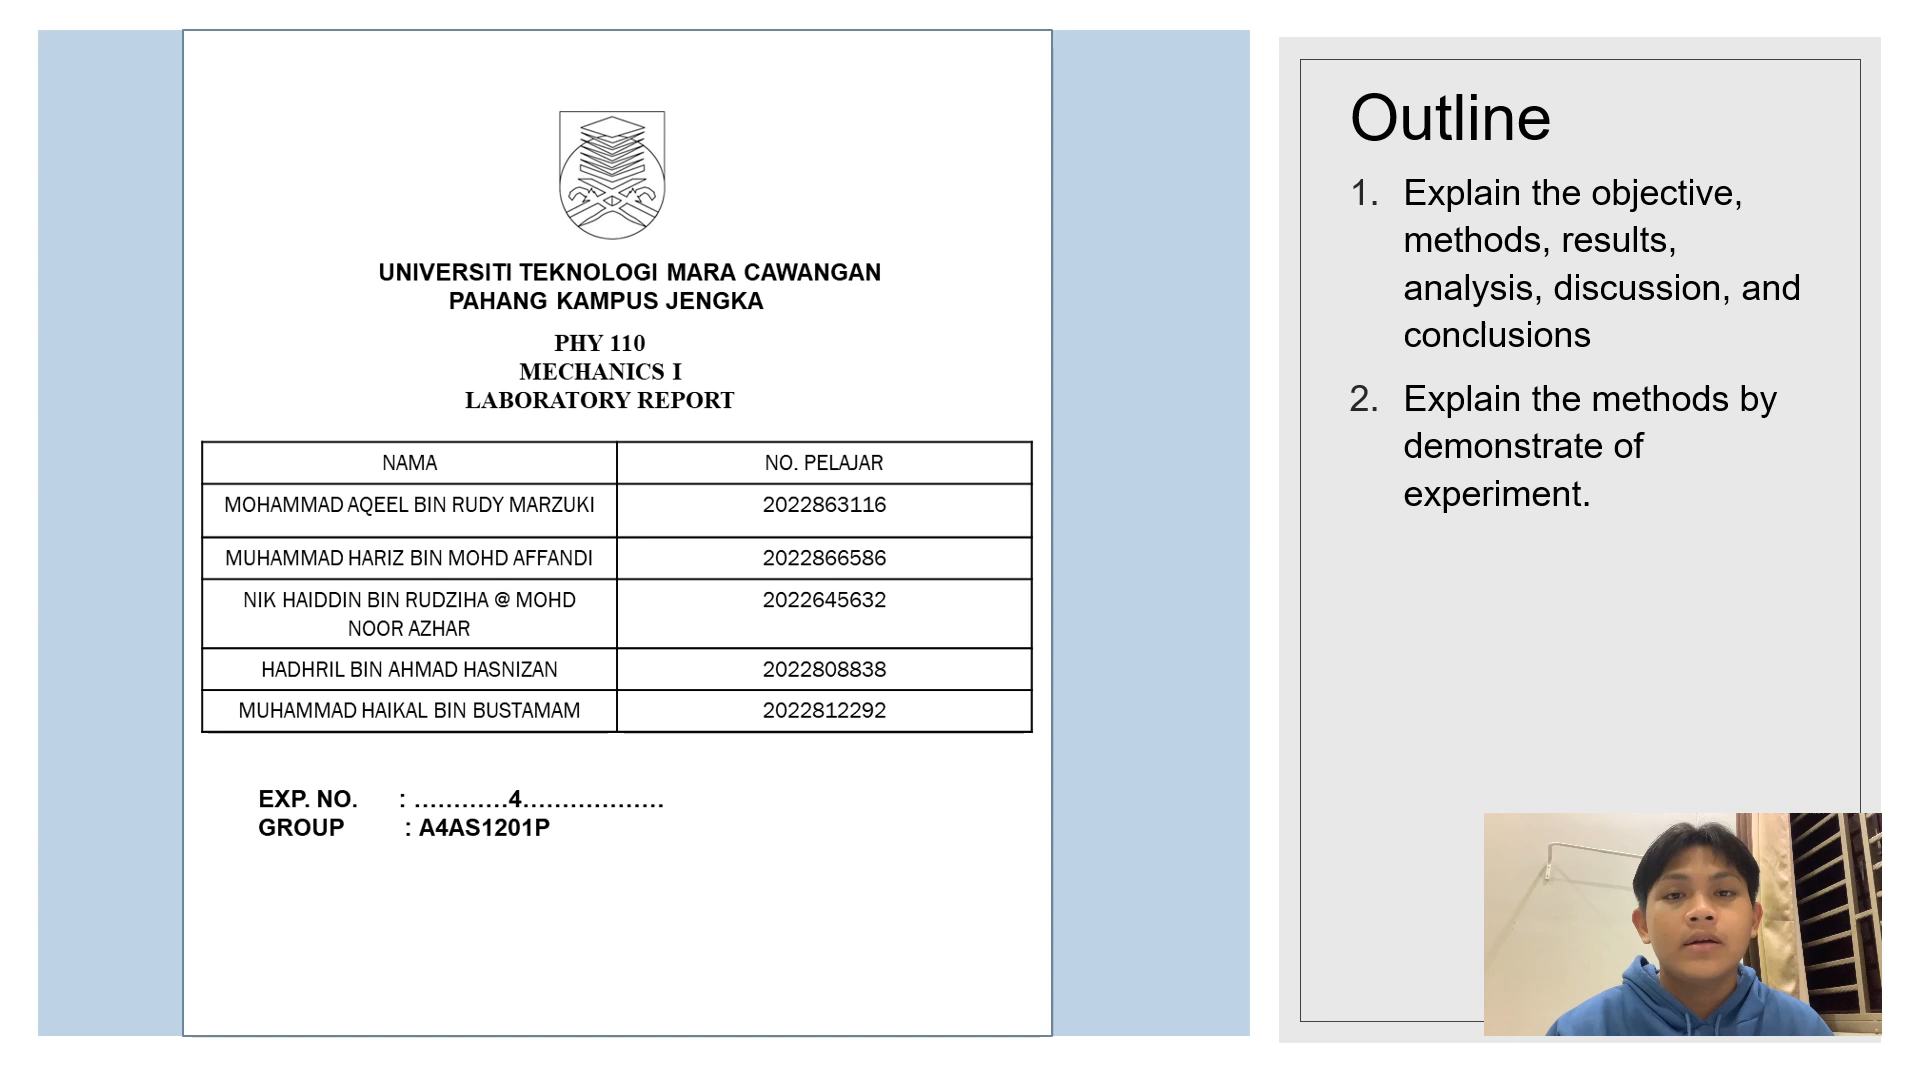 UNIVERSITI TEKNOLOGI MARA CAWANGAN
PAHANG KAMPUS JENGKA
PHY 110
MECHANICS I
LABORATORY REPORT
NAMA NO. PELAJAR
MOHAMMAD AQEEL BIN RUDY MARZUKI 2022863116
MUHAMMAD HARIZ BIN MOHD AFFANDI 2022866586
NIK HAIDDIN BIN RUDZIHA @ MOHD 2022645632
NOOR AZHAR
HADHRIL BIN AHMAD HASNIZAN 2022808838
MUHAMMAD HAIKAL BIN BUSTAMAM 2022812292
EXP. NO. : …………4………………
GROUP : A4AS1201P
Outline
1. Explain the objective,
methods, results,
analysis, discussion, and
conclusions
2. Explain the methods by
demonstrate of
experiment.